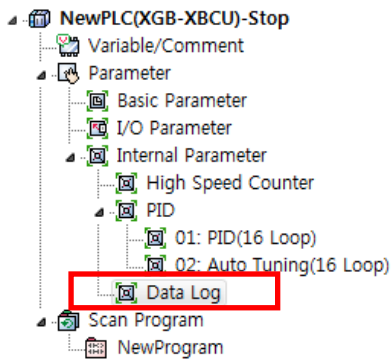 NewPLC(XGB-XBCU)-Stop
Variable/Comment
Parameter
Basic Parameter
I/O Parameter
Internal Parameter
High Speed Counter
PID
01: PID(16 Loop)
02: Auto Tuning(16 Loop)
Data Log
Scan Program
NewProgram